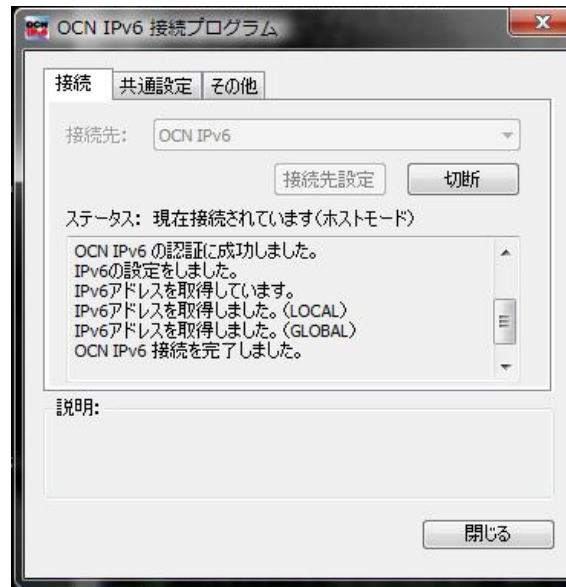 OCN IPv6 接続プログラム
接続 共通設定 その他
接続先: OCN IPv6
接続先設定 切断
ステータス: 現在接続されています(ホストモード)
OCN IPv6 の認証に成功しました。
IPv6の設定をしました。
IPv6アドレスを取得しています。
IPv6アドレスを取得しました。(LOCAL)
IPv6アドレスを取得しました。(GLOBAL)
OCN IPv6 接続を完了しました。
説明:
閉じる